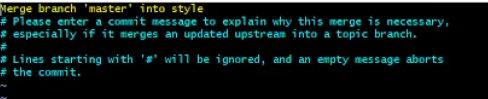 Merge branch 'master' into style
# Please enter a commit message to explain why this merge is necessary,
# especially if it merges an updated upstream into a topic branch.
#
# Lines starting with '#' will be ignored, and an empty message aborts
# the commit.
~
~